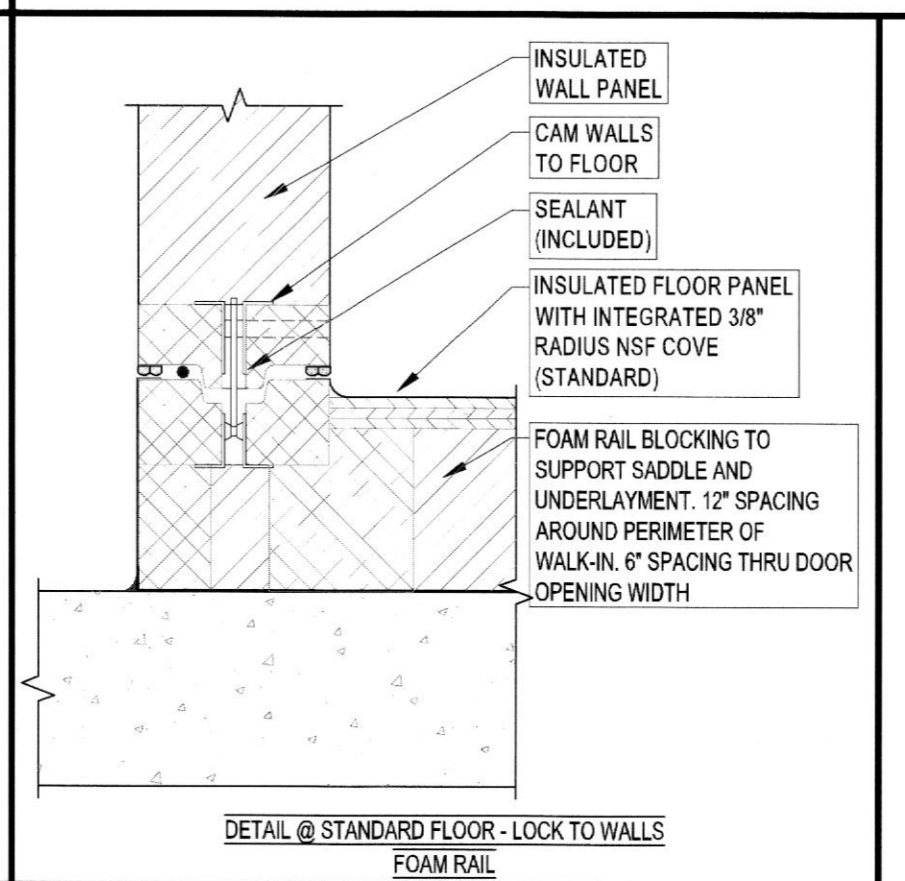 INSULATED
WALL PANEL
CAM WALLS
TO FLOOR
SEALANT
(INCLUDED)
INSULATED FLOOR PANEL
WITH INTEGRATED 3/8"
RADIUS NSF COVE
(STANDARD)
FOAM RAIL BLOCKING TO
SUPPORT SADDLE AND
UNDERLAYMENT. 12" SPACING
AROUND PERIMETER OF
WALK-IN. 6" SPACING THRU DOOR
OPENING WIDTH
DETAIL @ STANDARD FLOOR - LOCK TO WALLS
FOAM RAIL